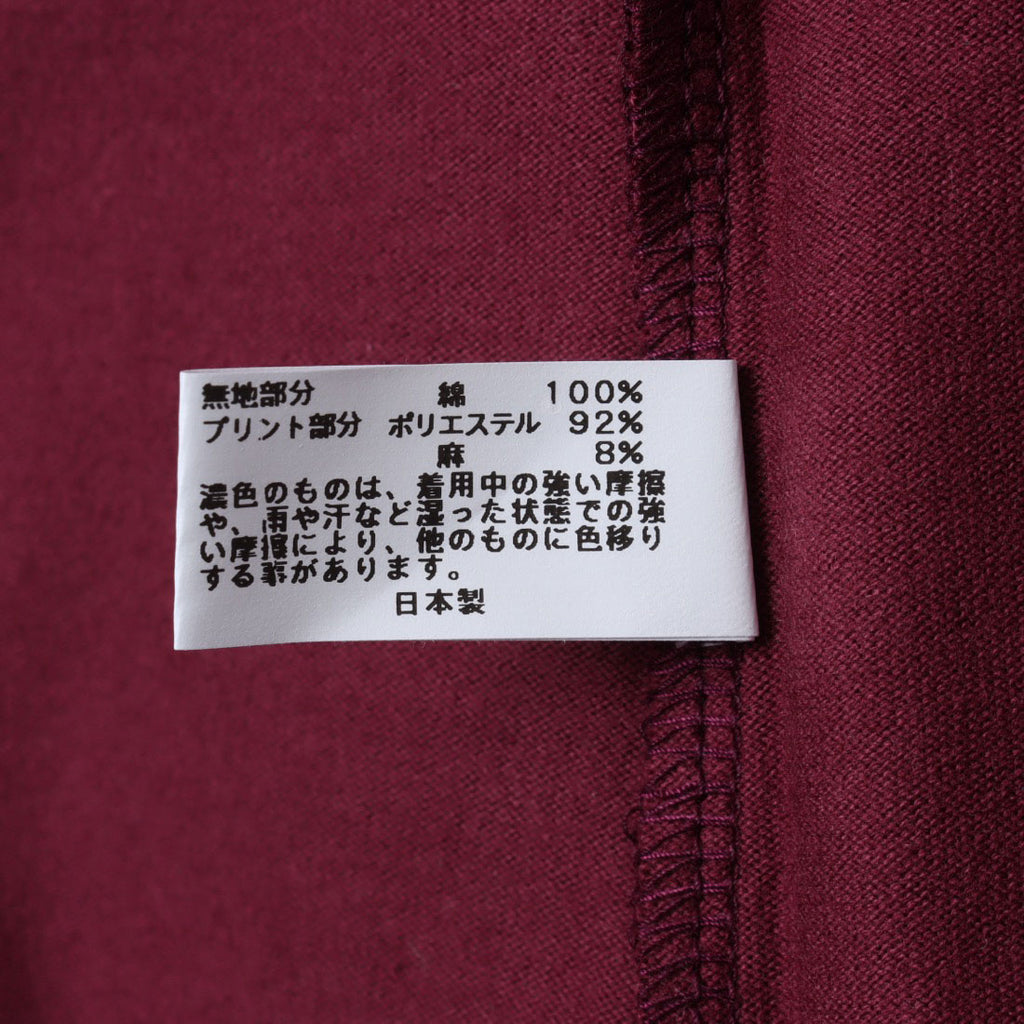 無地部分 綿 100%
プリント部分 ポリエステル 92%
麻 8%
濃色のものは、着用中の強い摩擦
や、雨や汗など湿った状態での強
い摩擦により、他のものに色移り
する事があります。
日本製